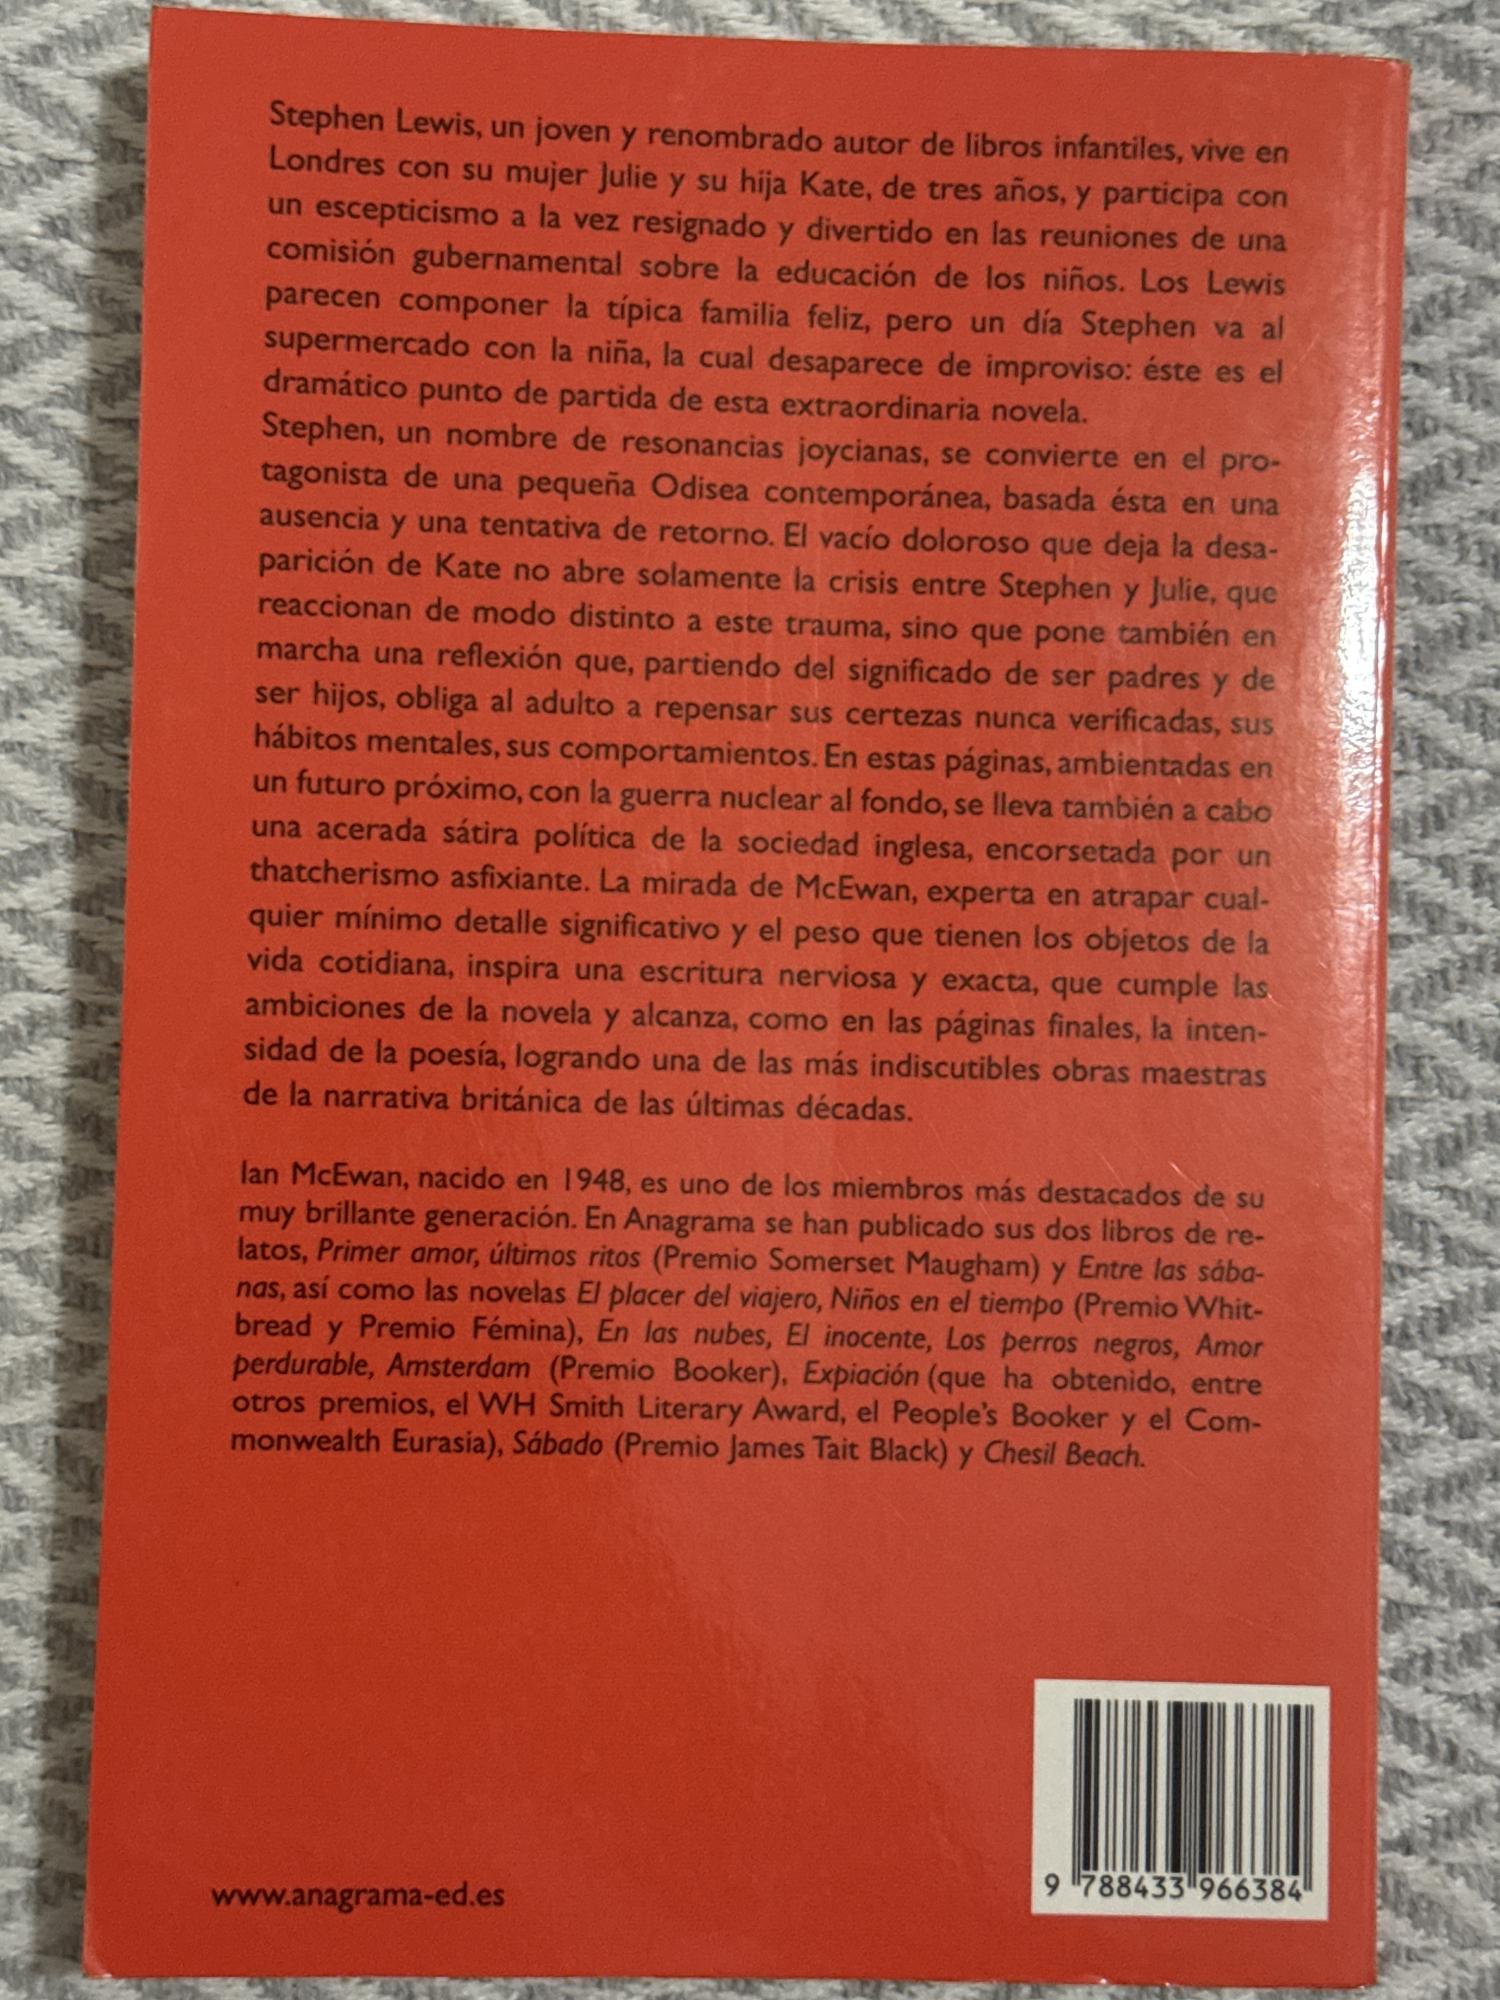 Stephen Lewis, un joven y renombrado autor de libros infantiles, vive en
Londres con su mujer Julie y su hija Kate, de tres años, y participa con
un escepticismo a la vez resignado y divertido en las reuniones de una
comisión gubernamental sobre la educación de los niños. Los Lewis
parecen componer la típica familia feliz, pero un día Stephen va al
supermercado con la niña, la cual desaparece de improviso: éste es el
dramático punto de partida de esta extraordinaria novela.
Stephen, un nombre de resonancias joycianas, se convierte en el pro-
tagonista de una pequeña Odisea contemporánea, basada ésta en una
ausencia y una tentativa de retorno. El vacío doloroso que deja la desa-
parición de Kate no abre solamente la crisis entre Stephen y Julie, que
reaccionan de modo distinto a este trauma, sino que pone también en
marcha una reflexión que, partiendo del significado de ser padres y de
ser hijos, obliga al adulto a repensar sus certezas nunca verificadas, sus
hábitos mentales, sus comportamientos. En estas páginas, ambientadas en
un futuro próximo, con la guerra nuclear al fondo, se lleva también a cabo
una acerada sátira política de la sociedad inglesa, encorsetada por un
thatcherismo asfixiante. La mirada de McEwan, experta en atrapar cual-
quier mínimo detalle significativo y el peso que tienen los objetos de la
vida cotidiana, inspira una escritura nerviosa y exacta, que cumple las
ambiciones de la novela y alcanza, como en las páginas finales, la inten-
sidad de la poesía, logrando una de las más indiscutibles obras maestras
de la narrativa británica de las últimas décadas.
Ian McEwan, nacido en 1948, es uno de los miembros más destacados de su
muy brillante generación. En Anagrama se han publicado sus dos libros de re-
latos, Primer amor, últimos ritos (Premio Somerset Maugham) y Entre las sába-
nas, así como las novelas El placer del viajero, Niños en el tiempo (Premio Whit-
bread y Premio Fémina), En las nubes, El inocente, Los perros negros, Amor
perdurable, Amsterdam (Premio Booker), Expiación (que ha obtenido, entre
otros premios, el WH Smith Literary Award, el People's Booker y el Com-
monwealth Eurasia), Sábado (Premio James Tait Black) y Chesil Beach.
www.anagrama-ed.es
9 788433 966384